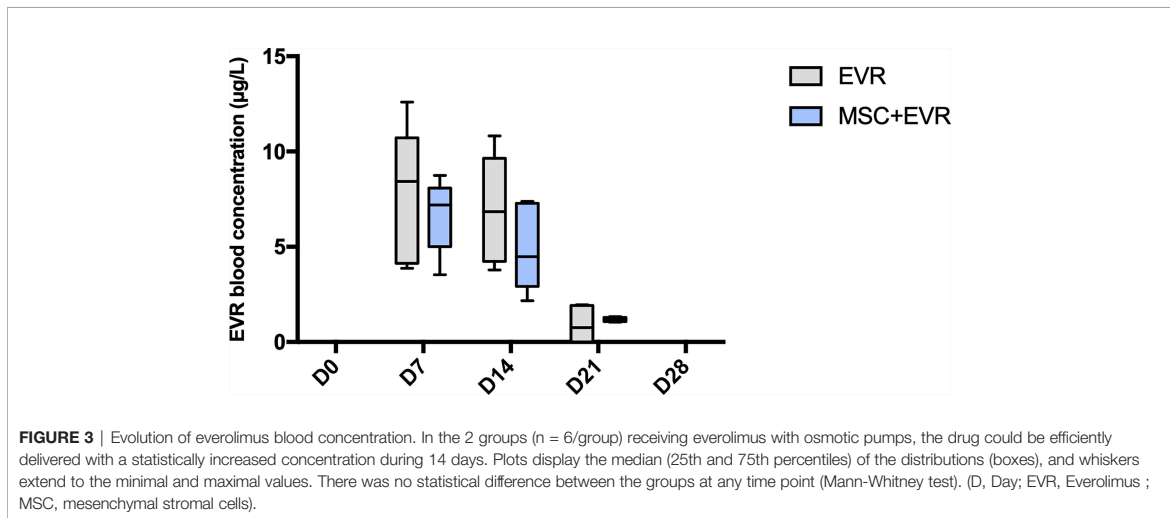 EVR blood concentration (µg/L)
15
10
5
0
D0
D7
D14
D21
D28
EVR
MSC+EVR
FIGURE 3 | Evolution of everolimus blood concentration. In the 2 groups (n = 6/group) receiving everolimus with osmotic pumps, the drug could be efficiently
delivered with a statistically increased concentration during 14 days. Plots display the median (25th and 75th percentiles) of the distributions (boxes), and whiskers
extend to the minimal and maximal values. There was no statistical difference between the groups at any time point (Mann-Whitney test). (D, Day; EVR, Everolimus ;
MSC, mesenchymal stromal cells).